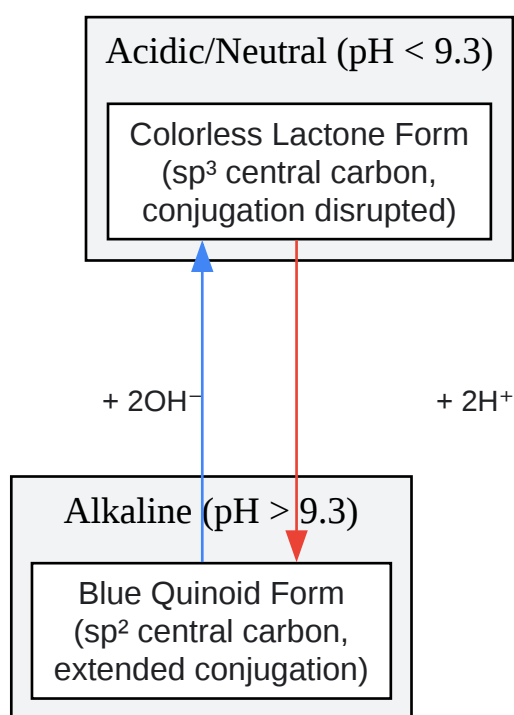 Acidic/Neutral (pH < 9.3)
Colorless Lactone Form
(sp³ central carbon,
conjugation disrupted)
+ 2OH⁻
+ 2H⁺
Alkaline (pH > 9.3)
Blue Quinoid Form
(sp² central carbon,
extended conjugation)